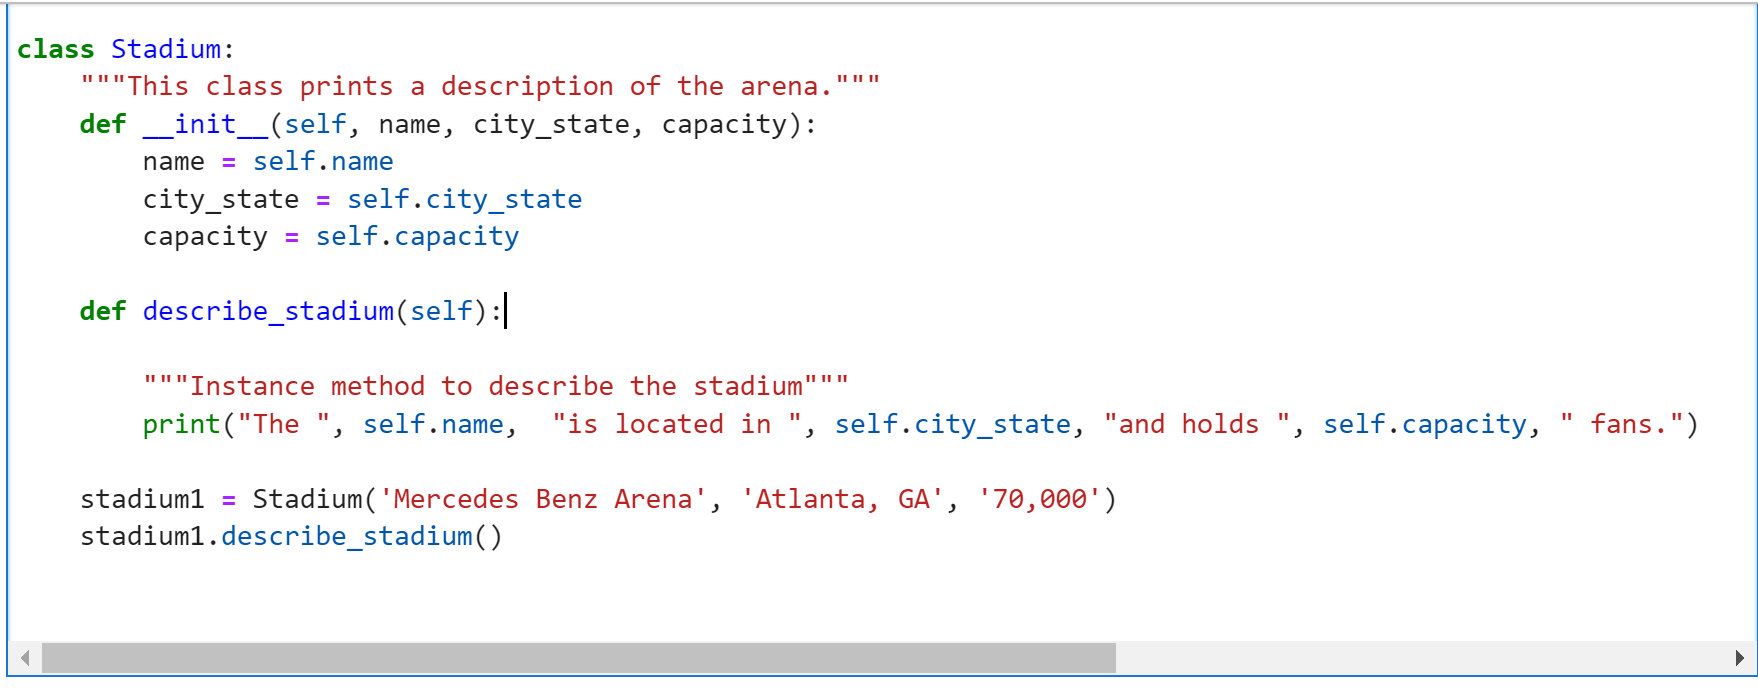 class Stadium:
    """This class prints a description of the arena."""
    def __init__(self, name, city_state, capacity):
        name = self.name
        city_state = self.city_state
        capacity = self.capacity
    def describe_stadium(self):
        """Instance method to describe the stadium"""
        print("The ", self.name,  "is located in ", self.city_state, "and holds ", self.capacity, " fans.")
    stadium1 = Stadium('Mercedes Benz Arena', 'Atlanta, GA', '70,000')
    stadium1.describe_stadium()